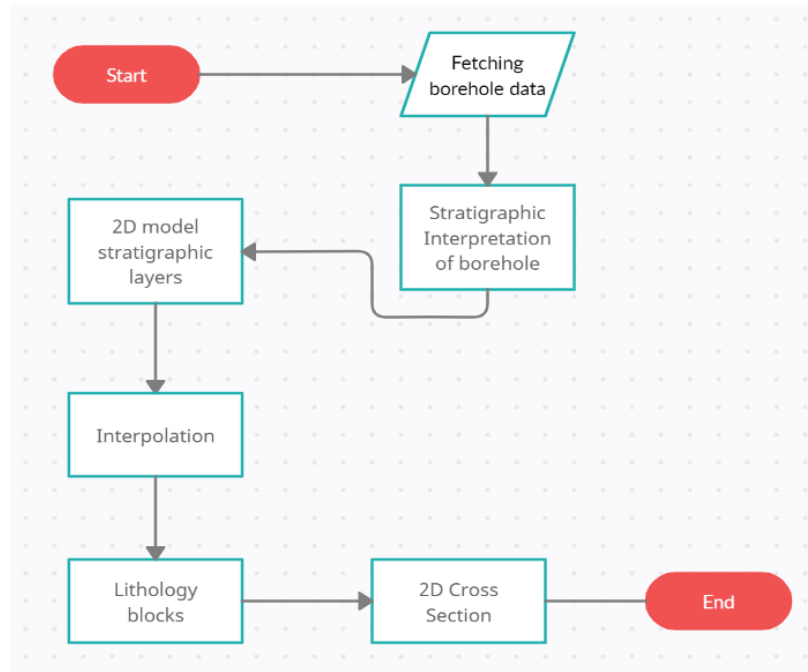 Start
Fetching
borehole data
Stratigraphic
Interpretation
of borehole
2D model
stratigraphic
layers
Interpolation
Lithology
blocks
2D Cross
Section
End